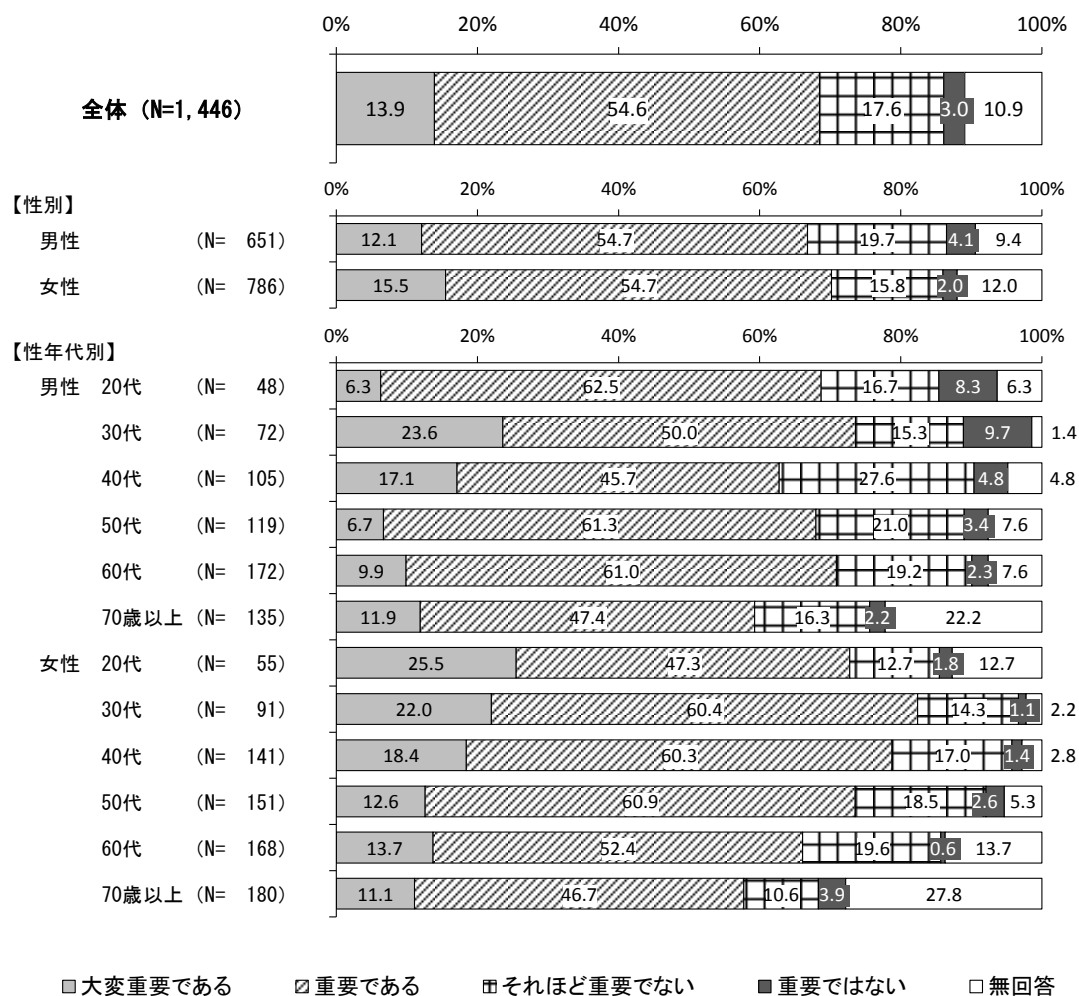 0% 20% 40% 60% 80% 100%
全体 (N=1,446) 13.9 54.6 17.6 3.0 10.9
0% 20% 40% 60% 80% 100%
【性別】
男性 (N= 651) 12.1 54.7 19.7 4.1 9.4
女性 (N= 786) 15.5 54.7 15.8 2.0 12.0
0% 20% 40% 60% 80% 100%
【性年代別】
男性 20代 (N= 48) 6.3 62.5 16.7 8.3 6.3
30代 (N= 72) 23.6 50.0 15.3 9.7 1.4
40代 (N= 105) 17.1 45.7 27.6 4.8 4.8
50代 (N= 119) 6.7 61.3 21.0 3.4 7.6
60代 (N= 172) 9.9 61.0 19.2 2.3 7.6
70歳以上 (N= 135) 11.9 47.4 16.3 2.2 22.2
女性 20代 (N= 55) 25.5 47.3 12.7 1.8 12.7
30代 (N= 91) 22.0 60.4 14.3 1.1 2.2
40代 (N= 141) 18.4 60.3 17.0 1.4 2.8
50代 (N= 151) 12.6 60.9 18.5 2.6 5.3
60代 (N= 168) 13.7 52.4 19.6 0.6 13.7
70歳以上 (N= 180) 11.1 46.7 10.6 3.9 27.8
大変重要である 重要である それほど重要でない 重要ではない 無回答